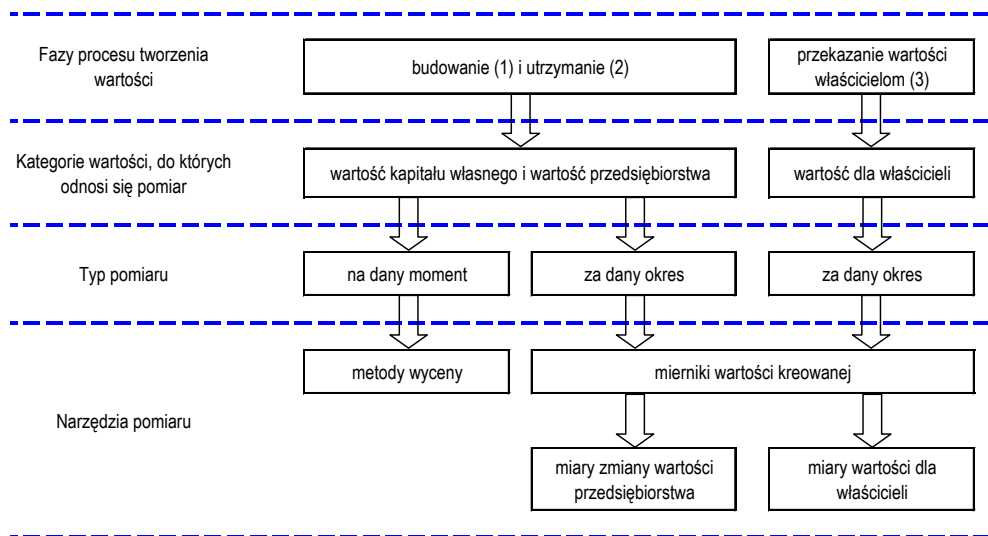 Fazy procesu tworzenia
wartości
budowanie (1) i utrzymanie (2)
przekazanie wartości
właścicielom (3)
Kategorie wartości, do których
odnosi się pomiar
wartość kapitału własnego i wartość przedsiębiorstwa
wartość dla właścicieli
Typ pomiaru
na dany moment
za dany okres
za dany okres
Narzędzia pomiaru
metody wyceny
mierniki wartości kreowanej
miary zmiany wartości
przedsiębiorstwa
miary wartości dla
właścicieli